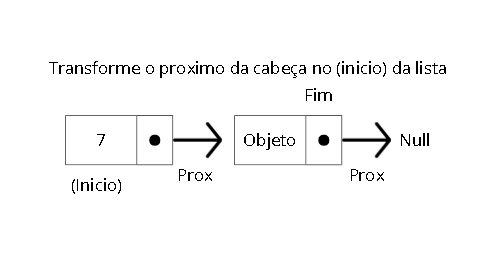 Transforme o proximo da cabeça no (inicio) da lista
Fim
7
Objeto
Null
(Inicio)
Prox
Prox